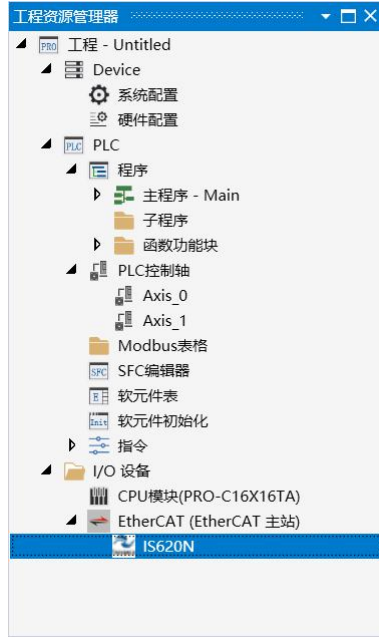 工程资源管理器
PRO 工程 - Untitled
Device
系统配置
硬件配置
PLC PLC
程序
主程序 - Main
子程序
函数功能块
PLC控制轴
Axis_0
Axis_1
Modbus表格
SFC SFC编辑器
软元件表
Init 软元件初始化
指令
I/O 设备
CPU模块(PRO-C16X16TA)
EtherCAT (EtherCAT 主站)
IS620N